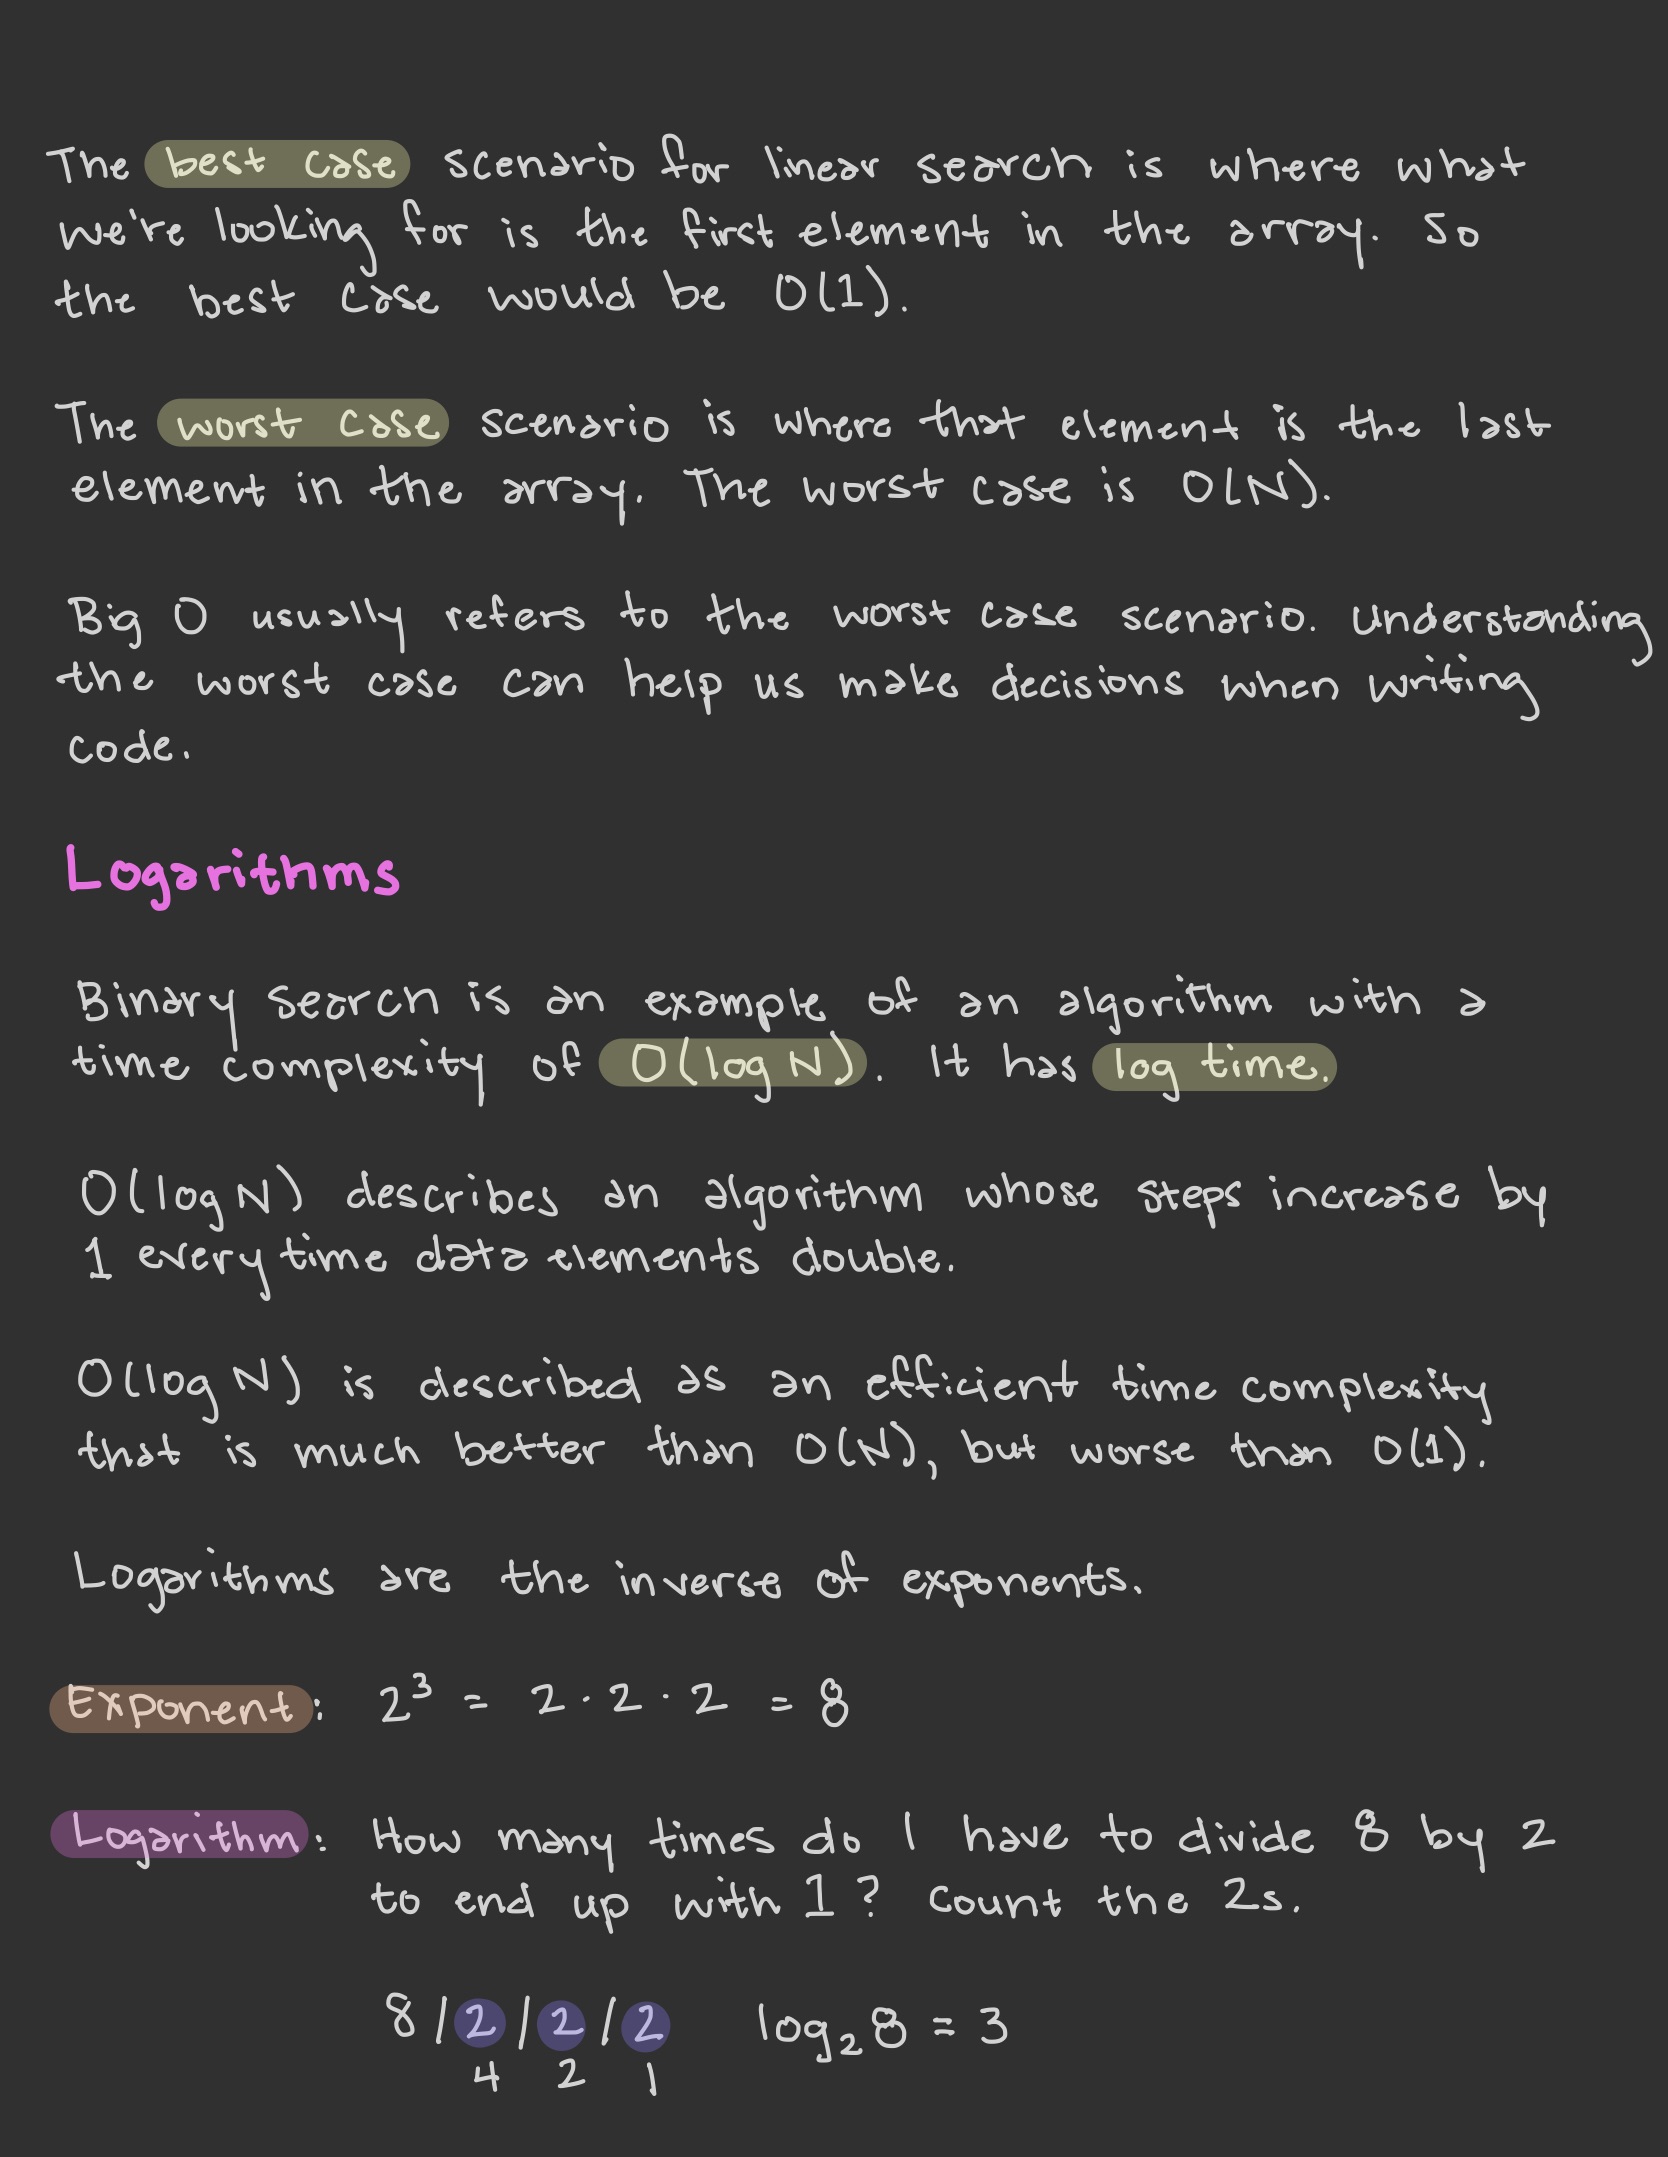 The best case scenario for linear search is where what
we're looking for is the first element in the array. So
the best case would be O(1).
The worst case scenario is where that element is the last
element in the array. The worst case is O(N).
Big O usually refers to the worst case scenario. Understanding
the worst case can help us make decisions when writing
code.
Logarithms
Binary search is an example of an algorithm with a
time complexity of O(log N). It has log time.
O(log N) describes an algorithm whose steps increase by
1 every time data elements double.
O(log N) is described as an efficient time complexity
that is much better than O(N), but worse than O(1).
Logarithms are the inverse of exponents.
Exponent: 2³ = 2 · 2 · 2 = 8
Logarithm: How many times do I have to divide 8 by 2
to end up with 1? Count the 2s.
8/2/2/2 log₂8 = 3
4 2 1